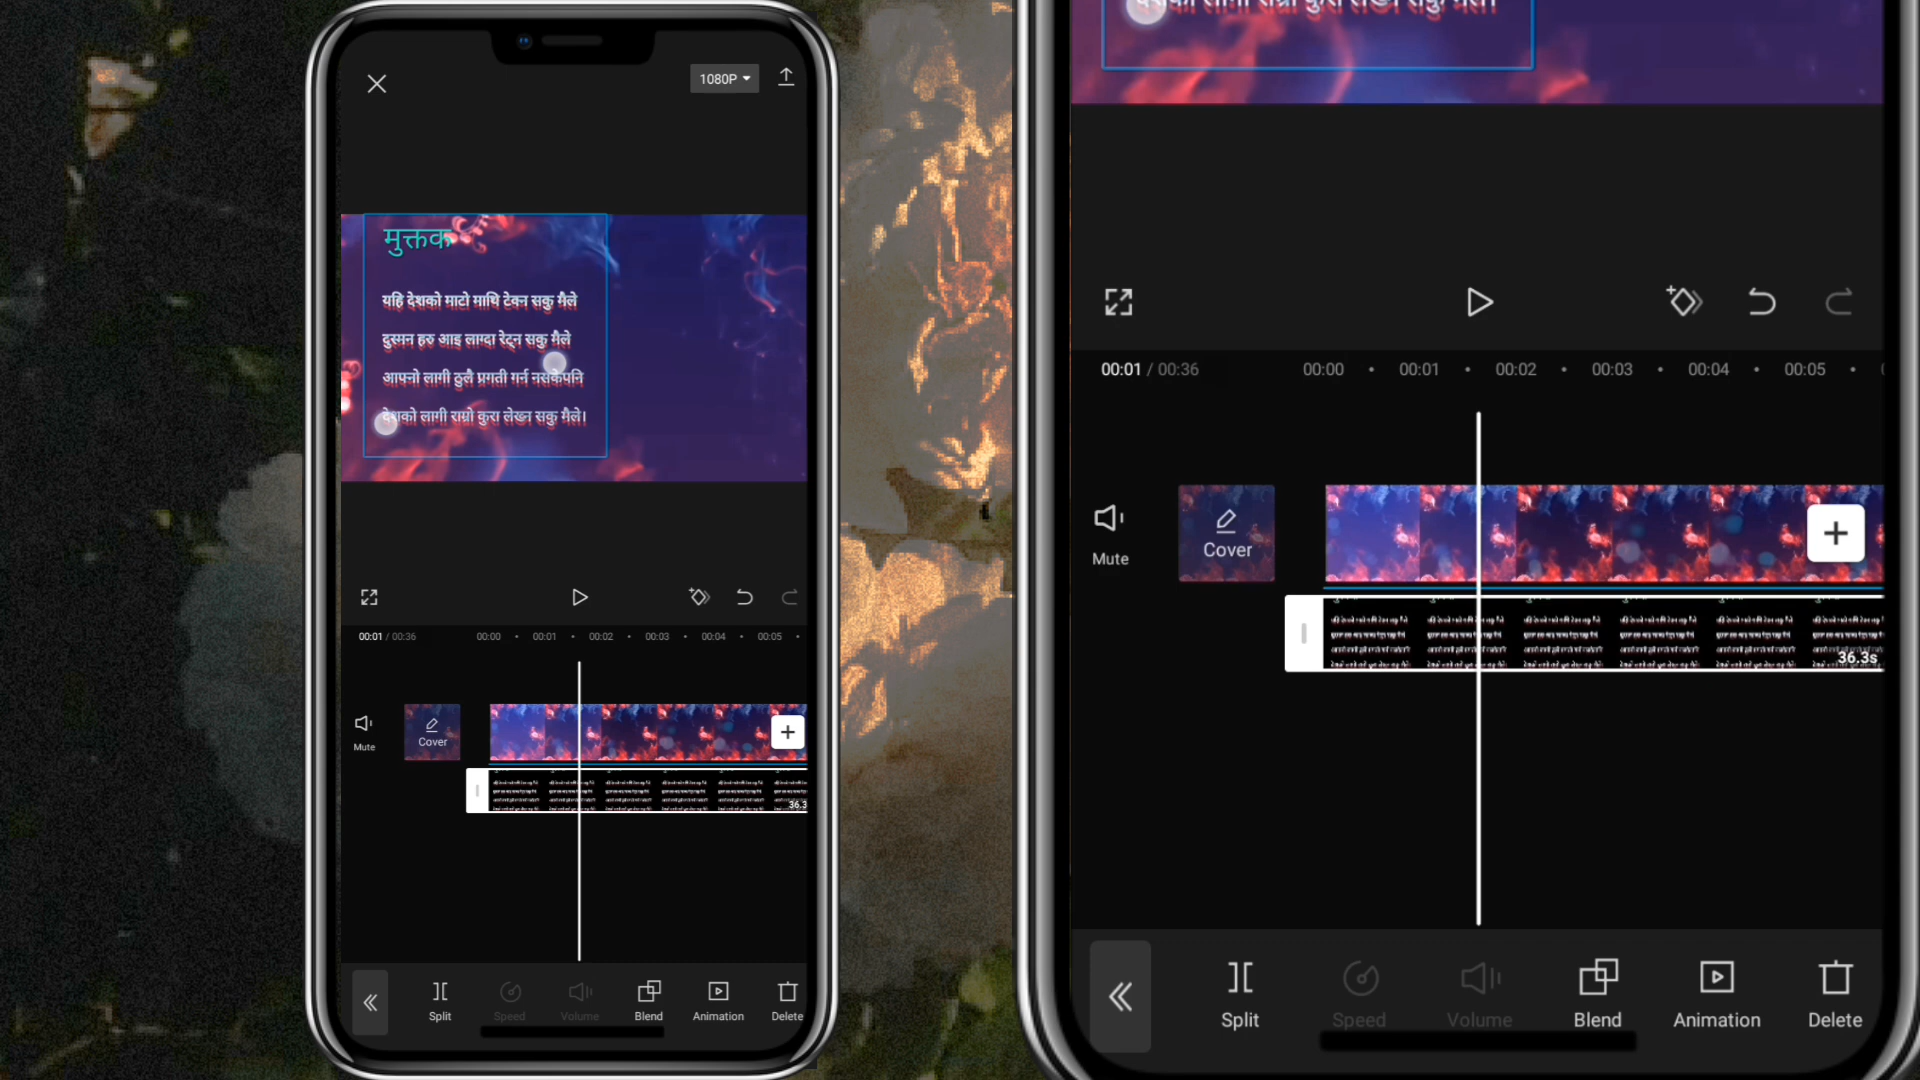 1080P
मुक्तक
यहि देशको माटो माथि टेक्न सकु मैले
दुस्मन हरु आइ लाग्दा रेट्न सकु मैले
आफ्नो लागी ठुलै प्रगती गर्न नसकेपनि
देशको लागी राम्रो कुरा लेख्न सकु मैले।
00:01 / 00:36
00:00 00:01 00:02 00:03 00:04 00:05
Mute
Cover
36.3
Split Speed Volume Blend Animation Delete
00:01 / 00:36
00:00 00:01 00:02 00:03 00:04 00:05
Mute
Cover
36.3s
Split Speed Volume Blend Animation Delete